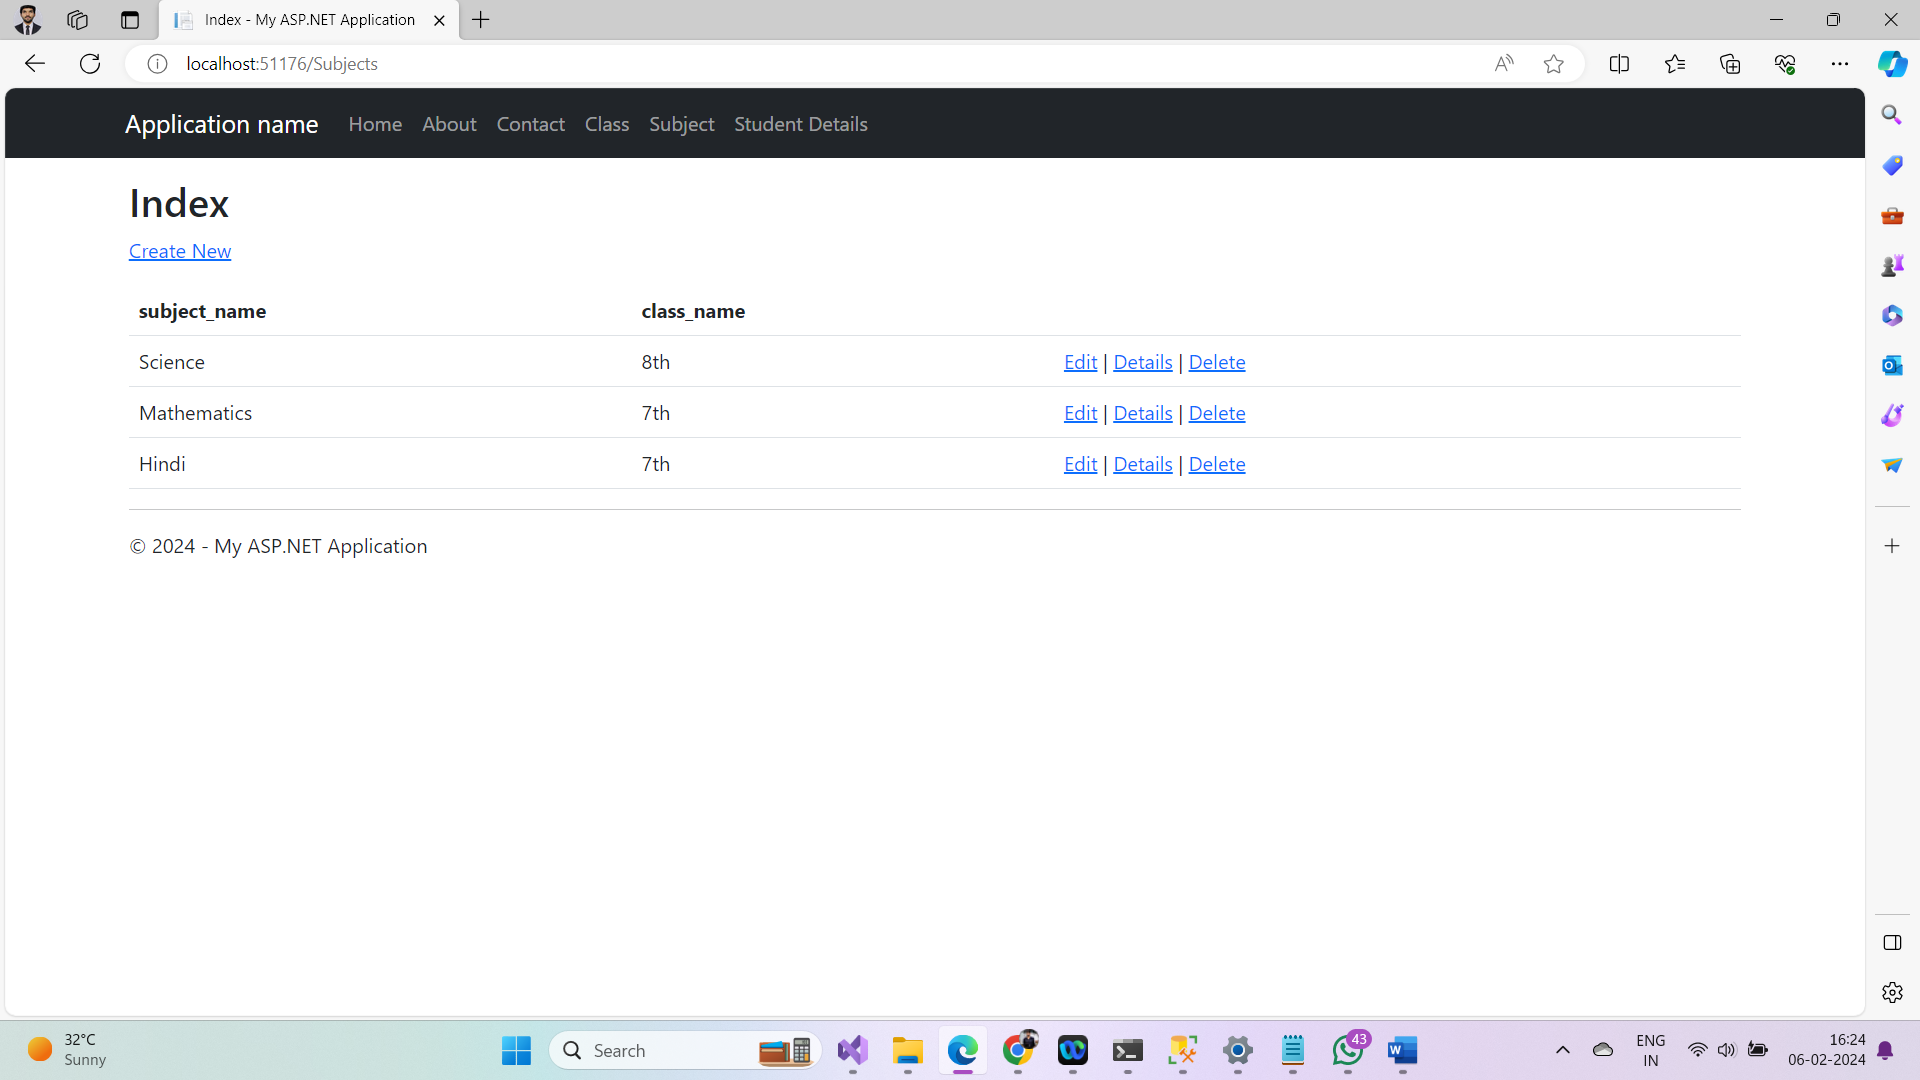 Index - My ASP.NET Application
localhost:51176/Subjects
Application name Home About Contact Class Subject Student Details
Index
Create New
subject_name class_name
Science 8th Edit | Details | Delete
Mathematics 7th Edit | Details | Delete
Hindi 7th Edit | Details | Delete
© 2024 - My ASP.NET Application
32°C
Sunny
Search
43
ENG
IN
16:24
06-02-2024